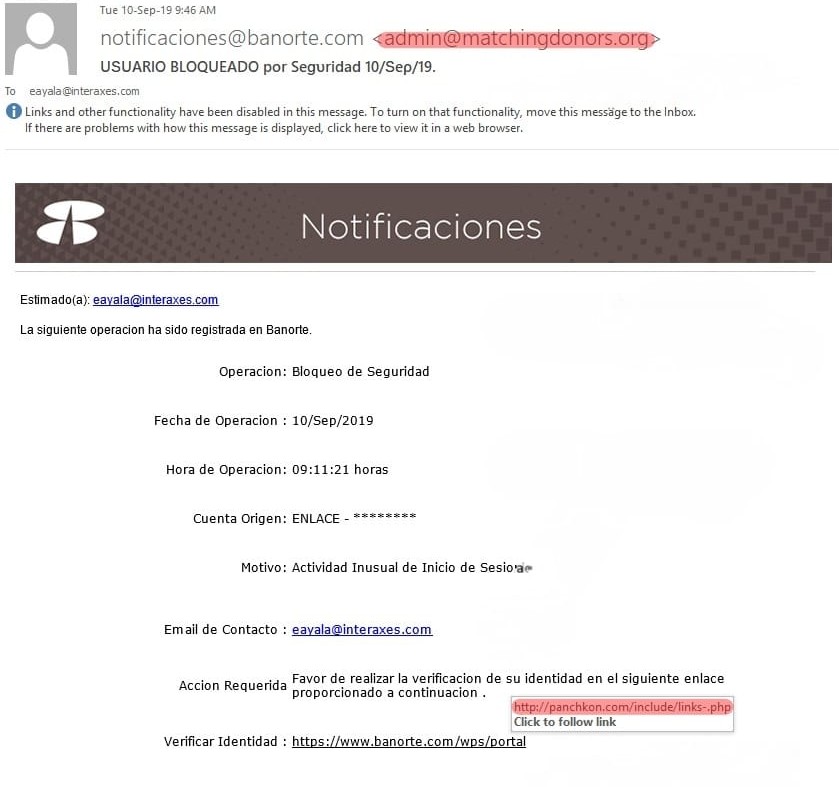 Tue 10-Sep-19 9:46 AM
notificaciones@banorte.com <admin@matchingdonors.org>
USUARIO BLOQUEADO por Seguridad 10/Sep/19.
To eayala@interaxes.com
Links and other functionality have been disabled in this message. To turn on that functionality, move this message to the Inbox.
If there are problems with how this message is displayed, click here to view it in a web browser.
Notificaciones
Estimado(a): eayala@interaxes.com
La siguiente operacion ha sido registrada en Banorte.
Operacion: Bloqueo de Seguridad
Fecha de Operacion : 10/Sep/2019
Hora de Operacion: 09:11:21 horas
Cuenta Origen: ENLACE - ********
Motivo: Actividad Inusual de Inicio de
Email de Contacto : eayala@interaxes.com
Accion Requerida Favor de realizar la verificacion de su identidad en el siguiente enlace
proporcionado a continuacion .
http://panchkon.com/include/links-.php
Click to follow link
Verificar Identidad : https://www.banorte.com/wps/portal